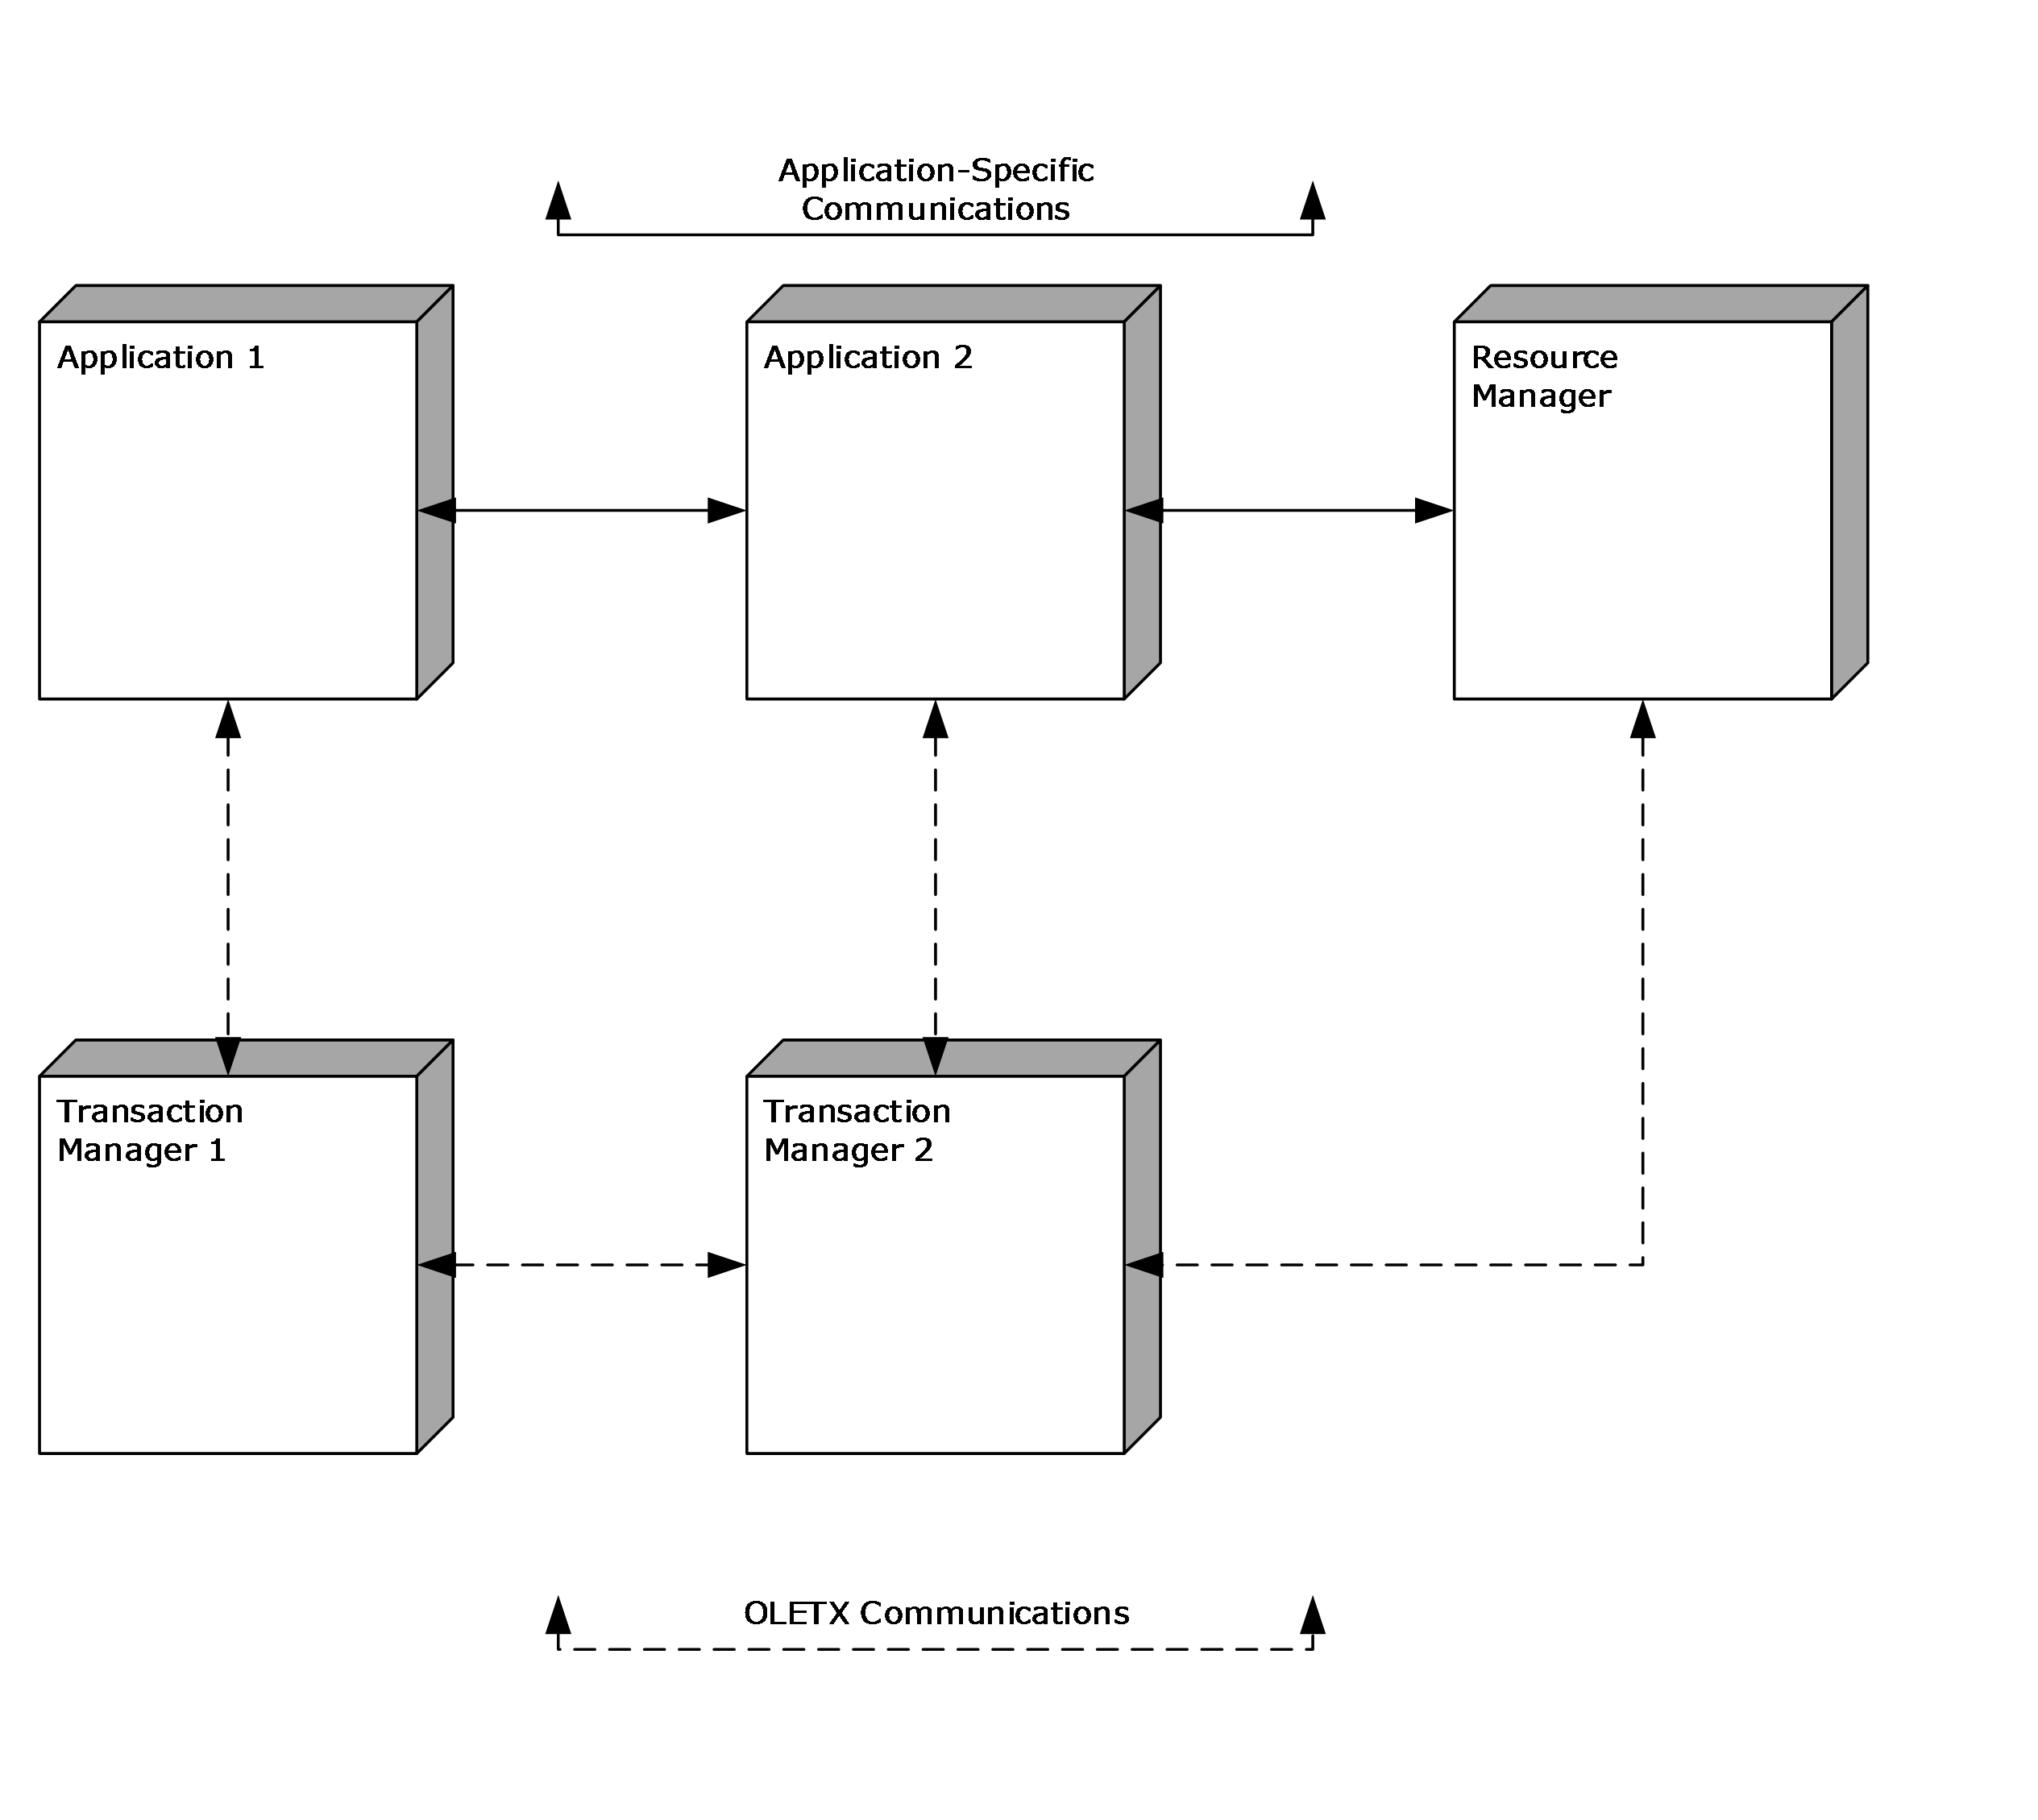 Application-Specific
Communications
Application 1
Application 2
Resource
Manager
Transaction
Manager 1
Transaction
Manager 2
OLETX Communications